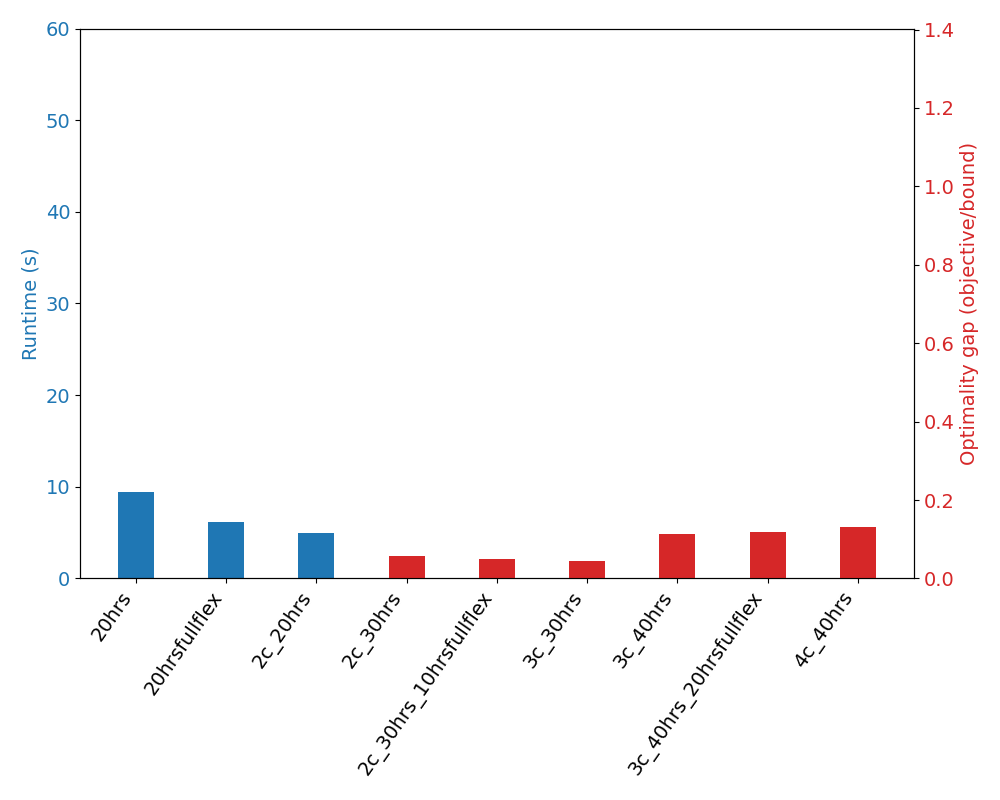 60
50
40
30
20
10
0
Runtime (s)
1.4
1.2
1.0
0.8
0.6
0.4
0.2
0.0
Optimality gap (objective/bound)
20hrs
20hrsfullflex
2c_20hrs
2c_30hrs
2c_30hrs_10hrsfullflex
3c_30hrs
3c_40hrs
3c_40hrs_20hrsfullflex
4c_40hrs